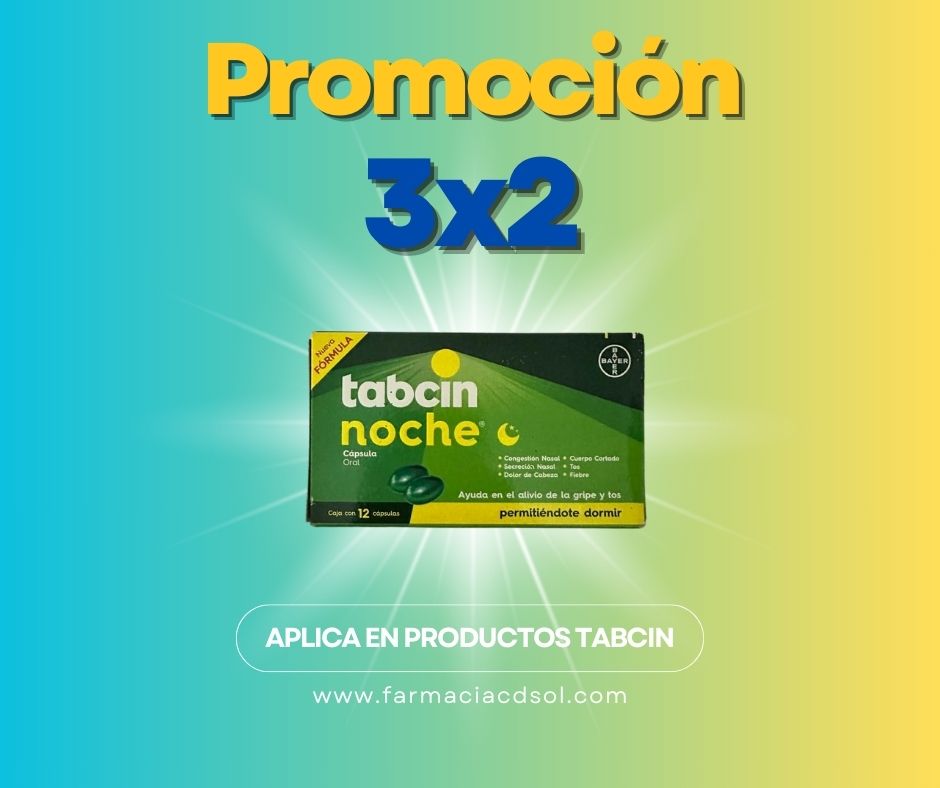 Promoción
3x2
Nueva
FÓRMULA
BAYER
BAYER
tabcin
noche®
Cápsula
Oral
• Congestión Nasal • Cuerpo Cortado
• Secreción Nasal • Tos
• Dolor de Cabeza • Fiebre
Ayuda en el alivio de la gripe y tos
Caja con 12 cápsulas
permitiéndote dormir
APLICA EN PRODUCTOS TABCIN
www.farmaciacdsol.com